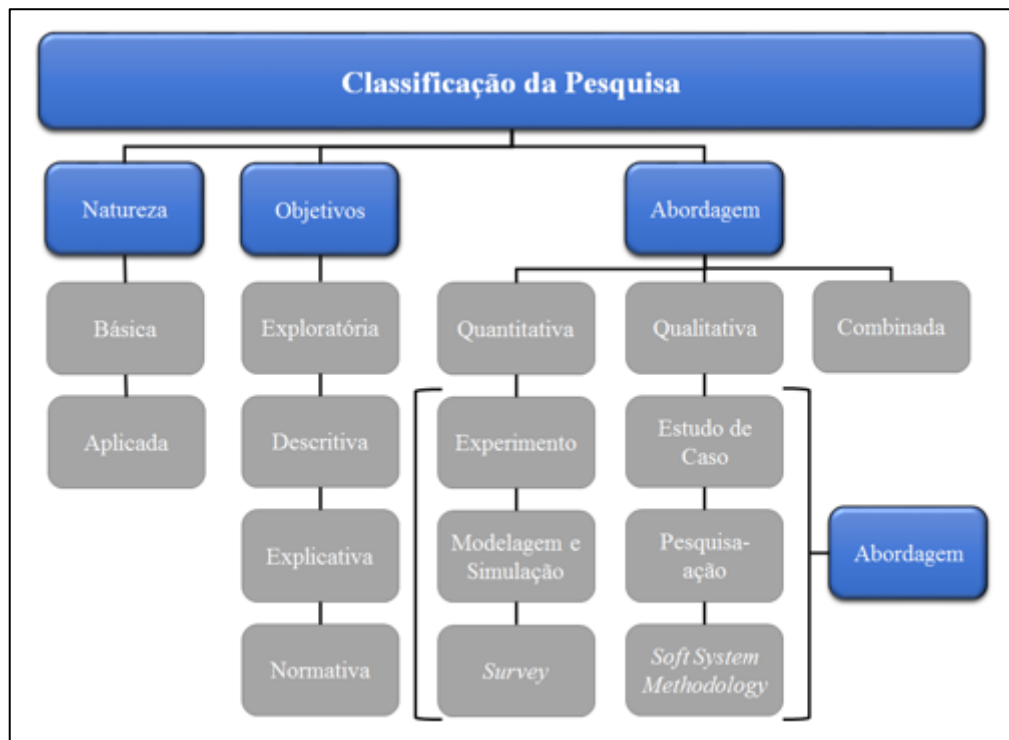 Classificação da Pesquisa
Natureza
Objetivos
Abordagem
Básica
Exploratória
Quantitativa
Qualitativa
Combinada
Aplicada
Descritiva
Experimento
Estudo de
Caso
Explicativa
Modelagem e
Simulação
Pesquisa-
ação
Abordagem
Normativa
Survey
Soft System
Methodology